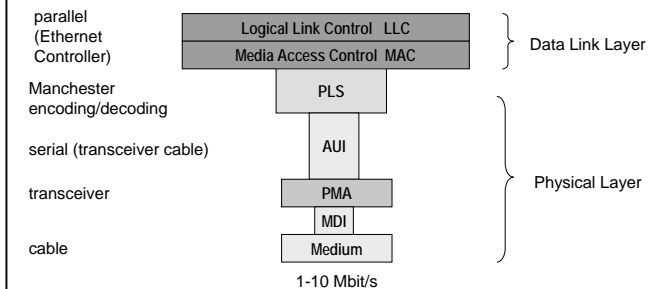 parallel
(Ethernet
Controller)
Logical Link Control LLC
Media Access Control MAC
Data Link Layer
Manchester
encoding/decoding
PLS
serial (transceiver cable)
AUI
Physical Layer
transceiver
PMA
MDI
cable
Medium
1-10 Mbit/s